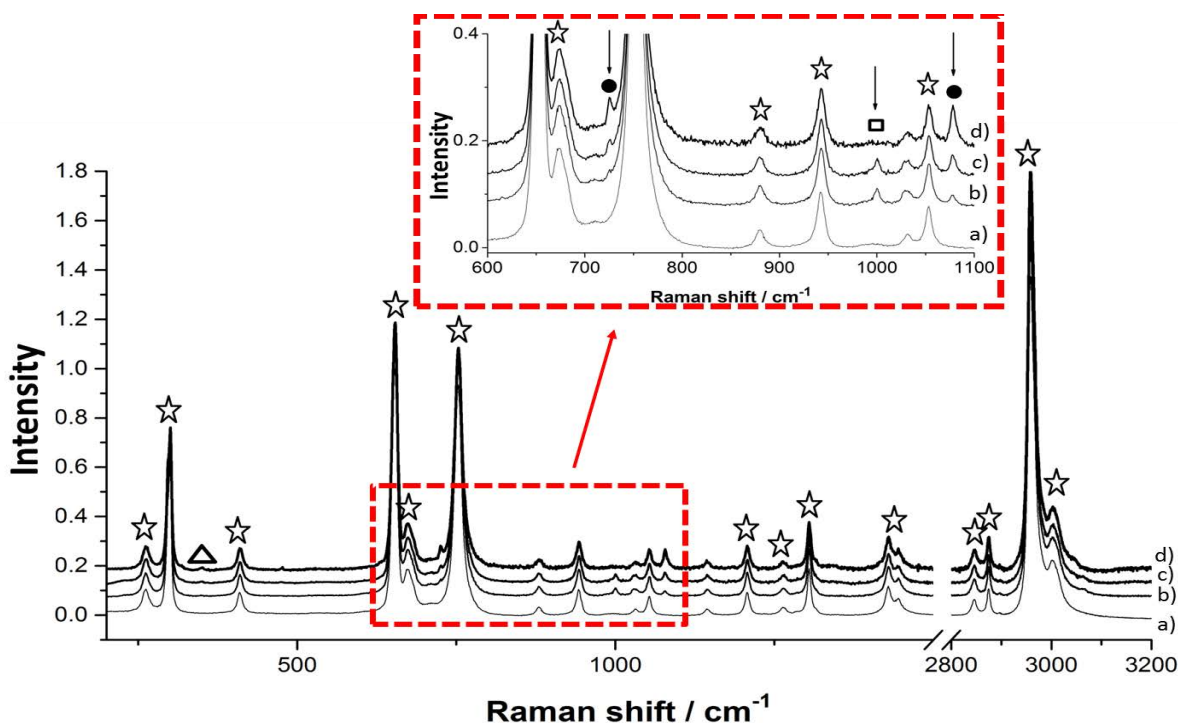 0.4
0.2
0.0
Intensity
600 700 800 900 1000 1100
Raman shift / cm-1
d)
c)
b)
a)
1.8
1.6
1.4
1.2
1.0
0.8
0.6
0.4
0.2
0.0
Intensity
d)
c)
b)
a)
500 1000 2800 3000 3200
Raman shift / cm-1